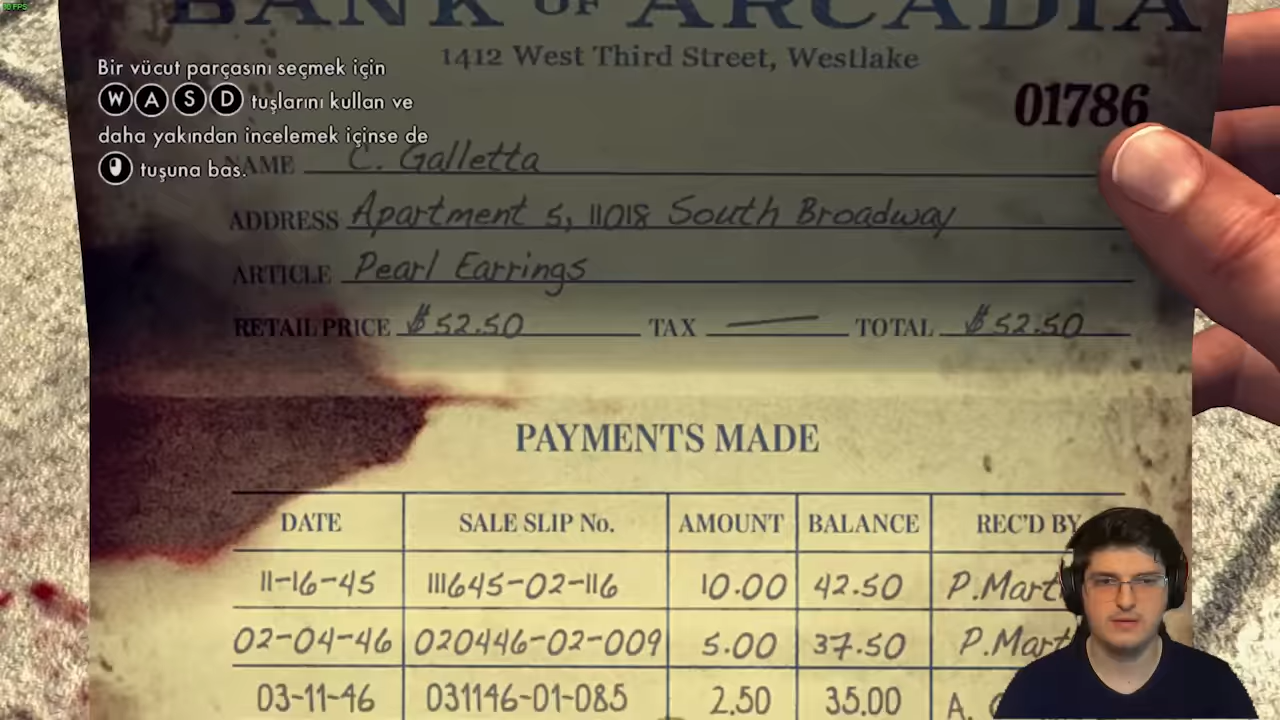 30 FPS
BANK OF ARCADIA
1412 West Third Street, Westlake
01786
Bir vücut parçasını seçmek için
W A S D tuşlarını kullan ve
daha yakından incelemek içinse de
tuşuna bas.
NAME C. Galletta
ADDRESS Apartment 5, 11018 South Broadway
ARTICLE Pearl Earrings
RETAIL PRICE $52.50 TAX — TOTAL $52.50
PAYMENTS MADE
DATE SALE SLIP No. AMOUNT BALANCE REC'D BY
11-16-45 111645-02-116 10.00 42.50 P.Mart
02-04-46 020446-02-009 5.00 37.50 P.Mart
03-11-46 031146-01-085 2.50 35.00 A.